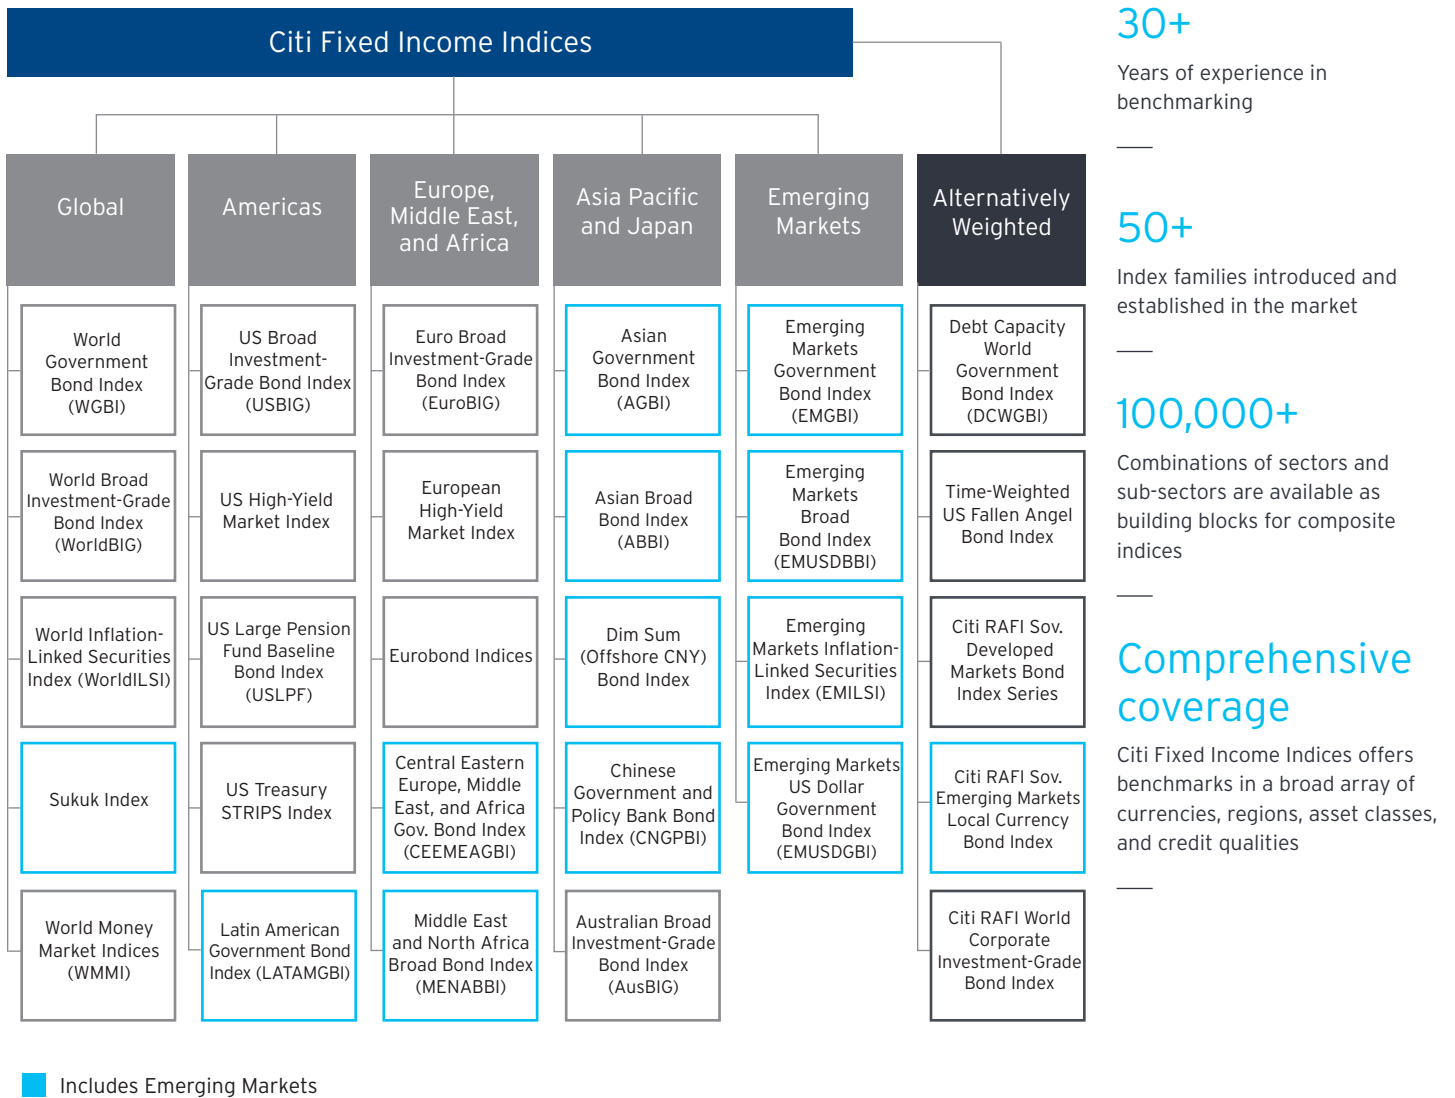 Citi Fixed Income Indices
Global
Americas
Europe,
Middle East,
and Africa
Asia Pacific
and Japan
Emerging
Markets
Alternatively
Weighted
World
Government
Bond Index
(WGBI)
World Broad
Investment-Grade
Bond Index
(WorldBIG)
World Inflation-
Linked Securities
Index (WorldILSI)
Sukuk Index
World Money
Market Indices
(WMMI)
US Broad
Investment-
Grade Bond Index
(USBIG)
US High-Yield
Market Index
US Large Pension
Fund Baseline
Bond Index
(USLPF)
US Treasury
STRIPS Index
Latin American
Government Bond
Index (LATAMGBI)
Euro Broad
Investment-Grade
Bond Index
(EuroBIG)
European
High-Yield
Market Index
Eurobond Indices
Central Eastern
Europe, Middle
East, and Africa
Gov. Bond Index
(CEEMEAGBI)
Middle East
and North Africa
Broad Bond Index
(MENABBI)
Asian
Government
Bond Index
(AGBI)
Asian Broad
Bond Index
(ABBI)
Dim Sum
(Offshore CNY)
Bond Index
Chinese
Government and
Policy Bank Bond
Index (CNGPBI)
Australian Broad
Investment-Grade
Bond Index
(AusBIG)
Emerging
Markets
Government
Bond Index
(EMGBI)
Emerging
Markets
Broad
Bond Index
(EMUSDBBI)
Emerging
Markets Inflation-
Linked Securities
Index (EMILSI)
Emerging Markets
US Dollar
Government
Bond Index
(EMUSDGBI)
Debt Capacity
World
Government
Bond Index
(DCWGBI)
Time-Weighted
US Fallen Angel
Bond Index
Citi RAFI Sov.
Developed
Markets Bond
Index Series
Citi RAFI Sov.
Emerging Markets
Local Currency
Bond Index
Citi RAFI World
Corporate
Investment-Grade
Bond Index
30+
Years of experience in
benchmarking
50+
Index families introduced and
established in the market
100,000+
Combinations of sectors and
sub-sectors are available as
building blocks for composite
indices
Comprehensive
coverage
Citi Fixed Income Indices offers
benchmarks in a broad array of
currencies, regions, asset classes,
and credit qualities
Includes Emerging Markets